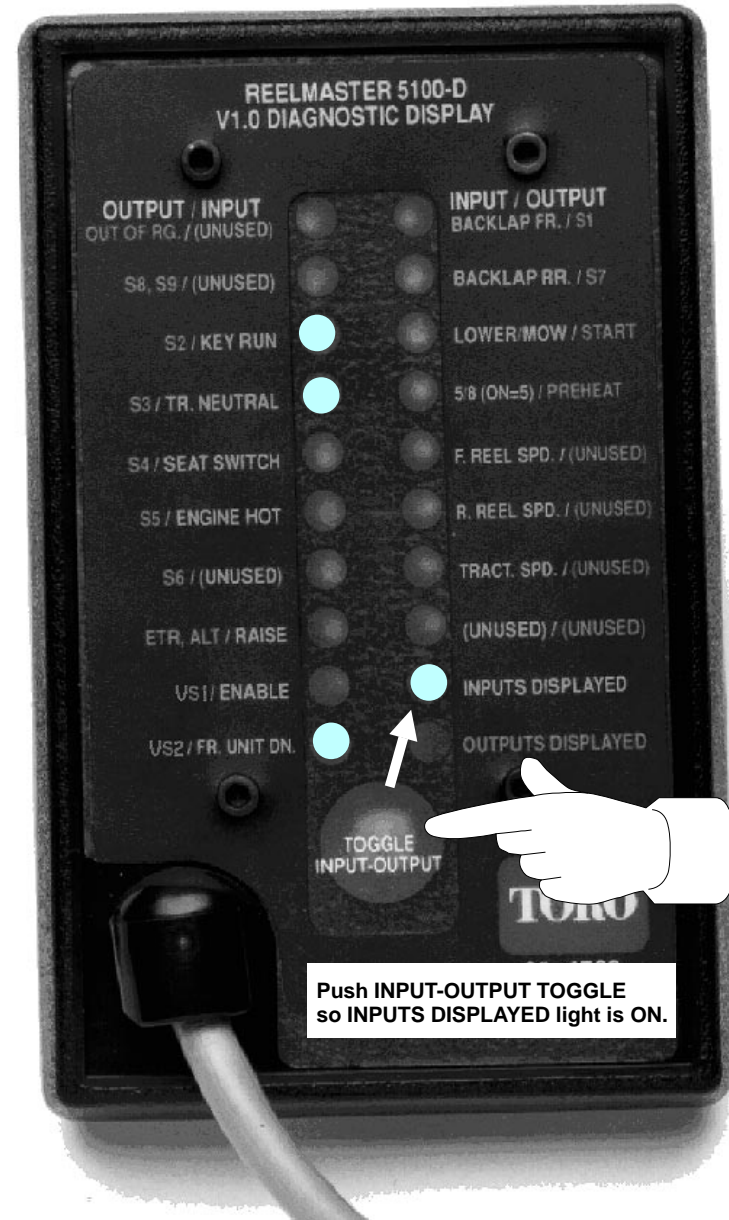 REELMASTER 5100-D
V1.0 DIAGNOSTIC DISPLAY
OUTPUT / INPUT
OUT OF RG. / (UNUSED)
S8, S9 / (UNUSED)
S2 / KEY RUN
S3 / TR. NEUTRAL
S4 / SEAT SWITCH
S5 / ENGINE HOT
S6 / (UNUSED)
ETR, ALT / RAISE
VS1 / ENABLE
VS2 / FR. UNIT DN.
INPUT / OUTPUT
BACKLAP FR. / S1
BACKLAP RR. / S7
LOWER/MOW / START
5/8 (ON=5) / PREHEAT
F. REEL SPD. / (UNUSED)
R. REEL SPD. / (UNUSED)
TRACT. SPD. / (UNUSED)
(UNUSED) / (UNUSED)
INPUTS DISPLAYED
OUTPUTS DISPLAYED
TOGGLE
INPUT-OUTPUT
TORO
Push INPUT-OUTPUT TOGGLE
so INPUTS DISPLAYED light is ON.